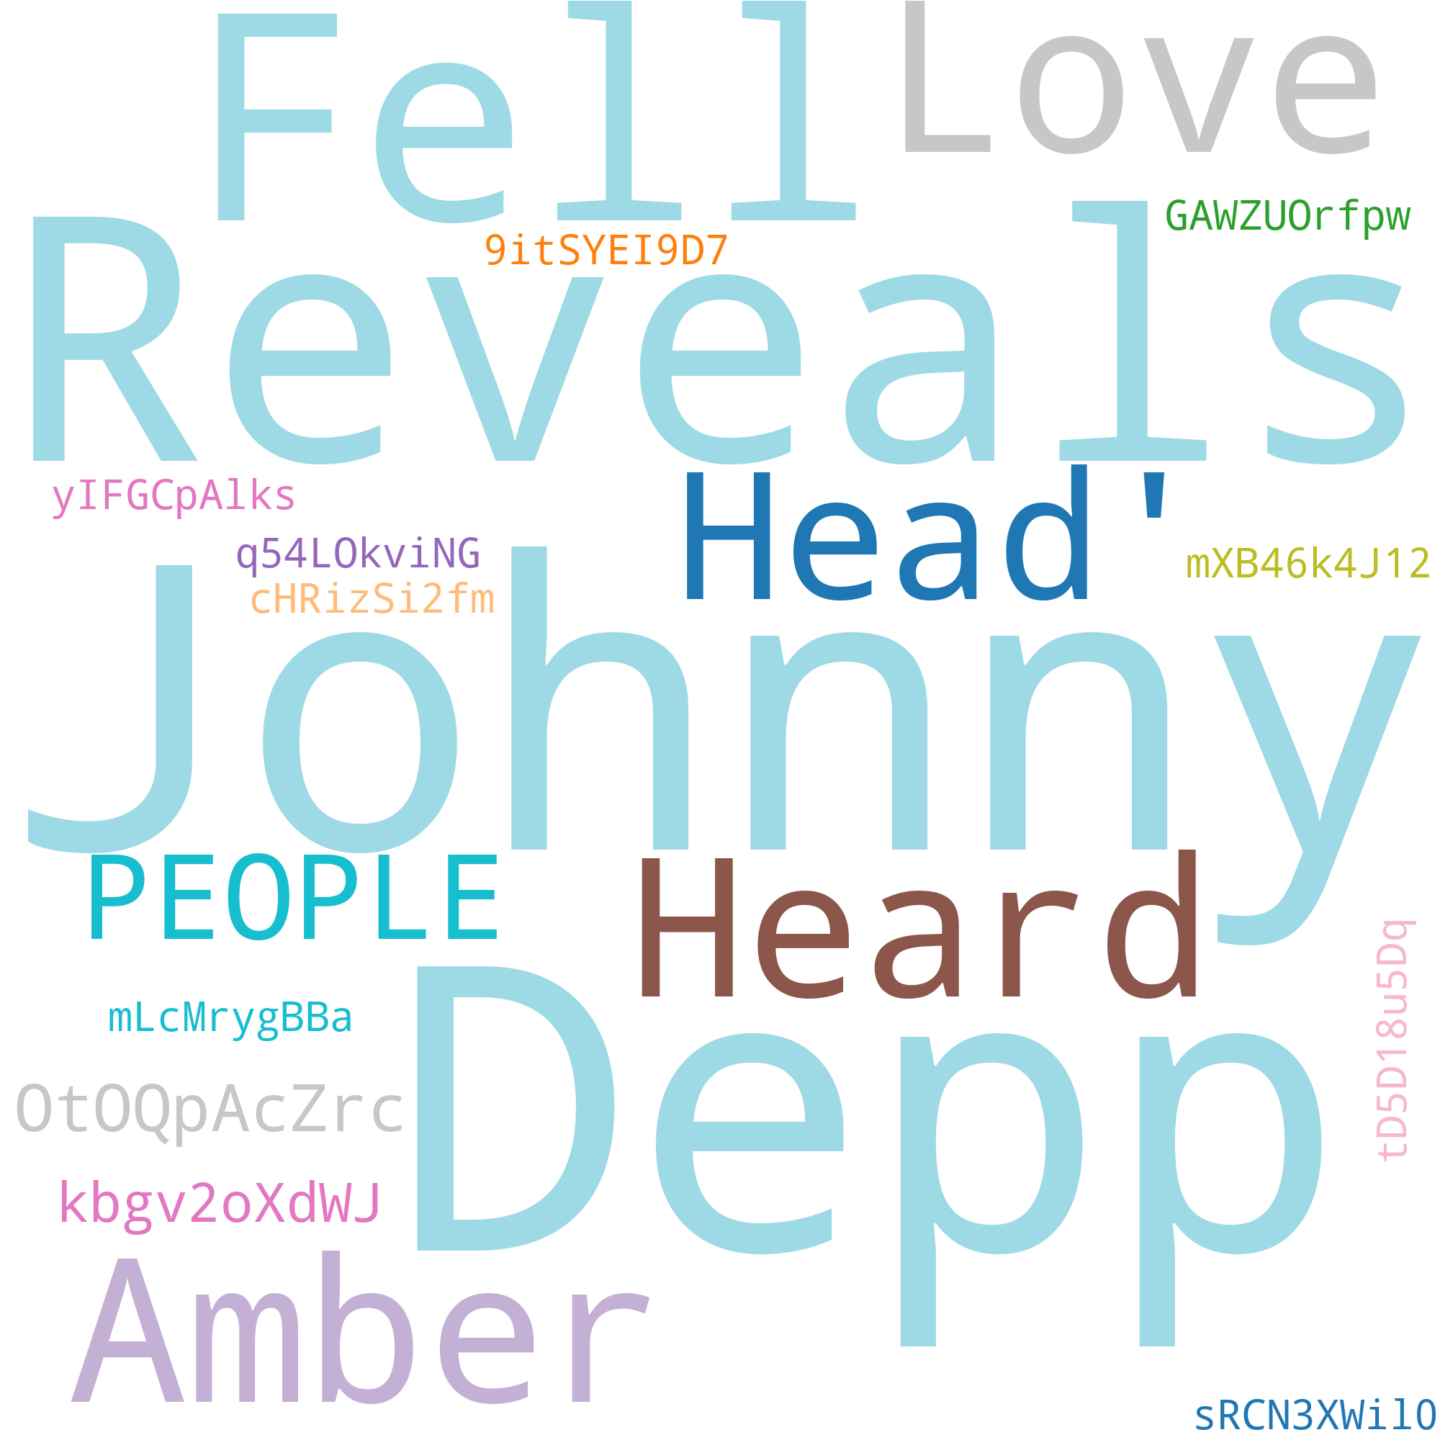 Fell
Love
GAWZUOrfpw
9itSYEI9D7
Reveals
yIFGCpAlks
Head'
q54LOkviNG
mXB46k4J12
cHRizSi2fm
Johnny
PEOPLE
Heard
tD5D18u5Dq
mLcMrygBBa
Depp
OtOQpAcZrc
kbgv2oXdWJ
Amber
sRCN3XWilO